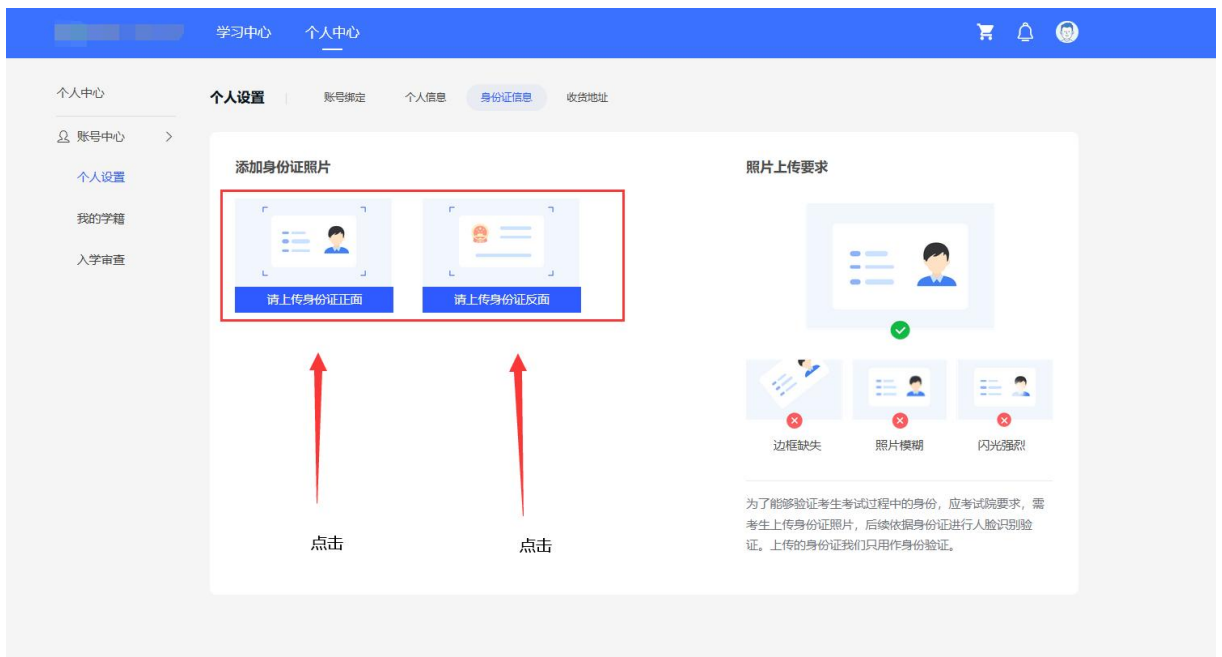 学习中心 个人中心
个人中心
个人设置 账号绑定 个人信息 身份证信息 收货地址
账号中心
个人设置
我的学籍
入学审查
添加身份证照片
请上传身份证正面 请上传身份证反面
点击 点击
照片上传要求
边框缺失 照片模糊 闪光强烈
为了能够验证考生考试过程中的身份，应考试院要求，需
考生上传身份证照片，后续依据身份证进行人脸识别验
证。上传的身份证我们只用作身份验证。